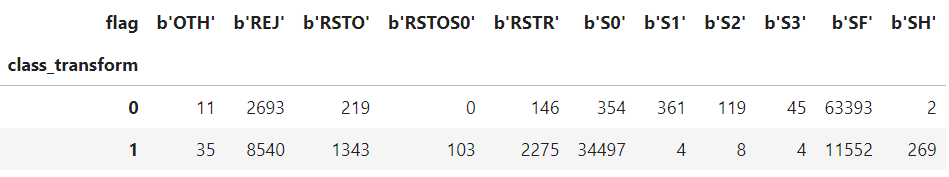 flag b'OTH' b'REJ' b'RSTO' b'RSTOS0' b'RSTR' b'S0' b'S1' b'S2' b'S3' b'SF' b'SH'
class_transform
0 11 2693 219 0 146 354 361 119 45 63393 2
1 35 8540 1343 103 2275 34497 4 8 4 11552 269